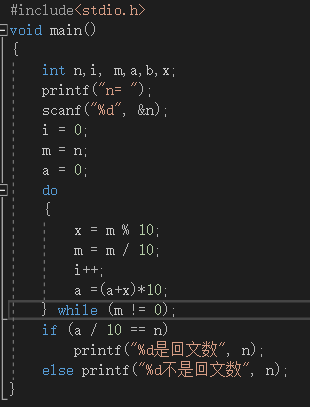 #include<stdio.h>
void main()
{
int n,i, m,a,b,x;
printf("n= ");
scanf("%d", &n);
i = 0;
m = n;
a = 0;
do
{
x = m % 10;
m = m / 10;
i++;
a =(a+x)*10;
} while (m != 0);
if (a / 10 == n)
printf("%d是回文数", n);
else printf("%d不是回文数", n);
}